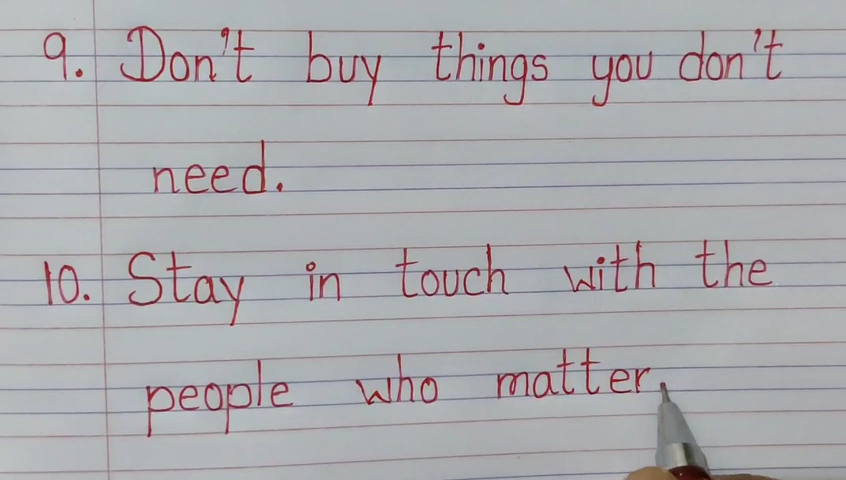 9. Don't buy things you don't
need.
10. Stay in touch with the
people who matter.